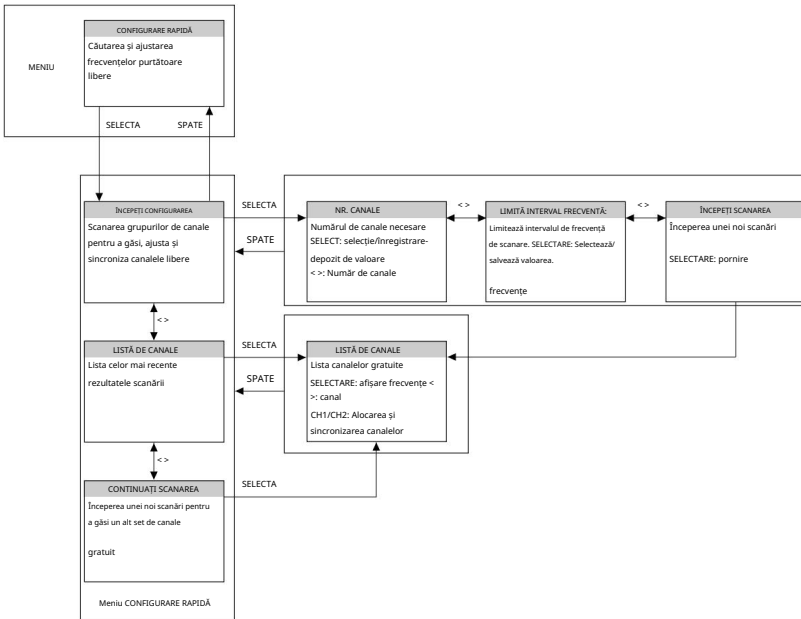 CONFIGURARE RAPIDĂ
Căutarea și ajustarea
frecvențelor purtătoare
libere
MENIU
SELECTA
SPATE
ÎNCEPEȚI CONFIGURAREA
Scanarea grupurilor de canale
pentru a găsi, ajusta și
sincroniza canalele libere
SELECTA
SPATE
NR. CANALE
Numărul de canale necesare
SELECT: selecție/înregistrare-
depozit de valoare
< >: Număr de canale
< >
LIMITĂ INTERVAL FRECVENTĂ:
Limitează intervalul de frecvență
de scanare. SELECTARE: Selectează/
salvează valoarea.
frecvențe
< >
ÎNCEPEȚI SCANAREA
Începerea unei noi scanări
SELECTARE: pornire
< >
LISTĂ DE CANALE
Lista celor mai recente
rezultatele scanării
SELECTA
SPATE
LISTĂ DE CANALE
Lista canalelor gratuite
SELECTARE: afișare frecvențe <
>: canal
CH1/CH2: Alocarea și
sincronizarea canalelor
< >
CONTINUAȚI SCANAREA
Începerea unei noi scanări pentru
a găsi un alt set de canale
gratuit
SELECTA
Meniu CONFIGURARE RAPIDĂ